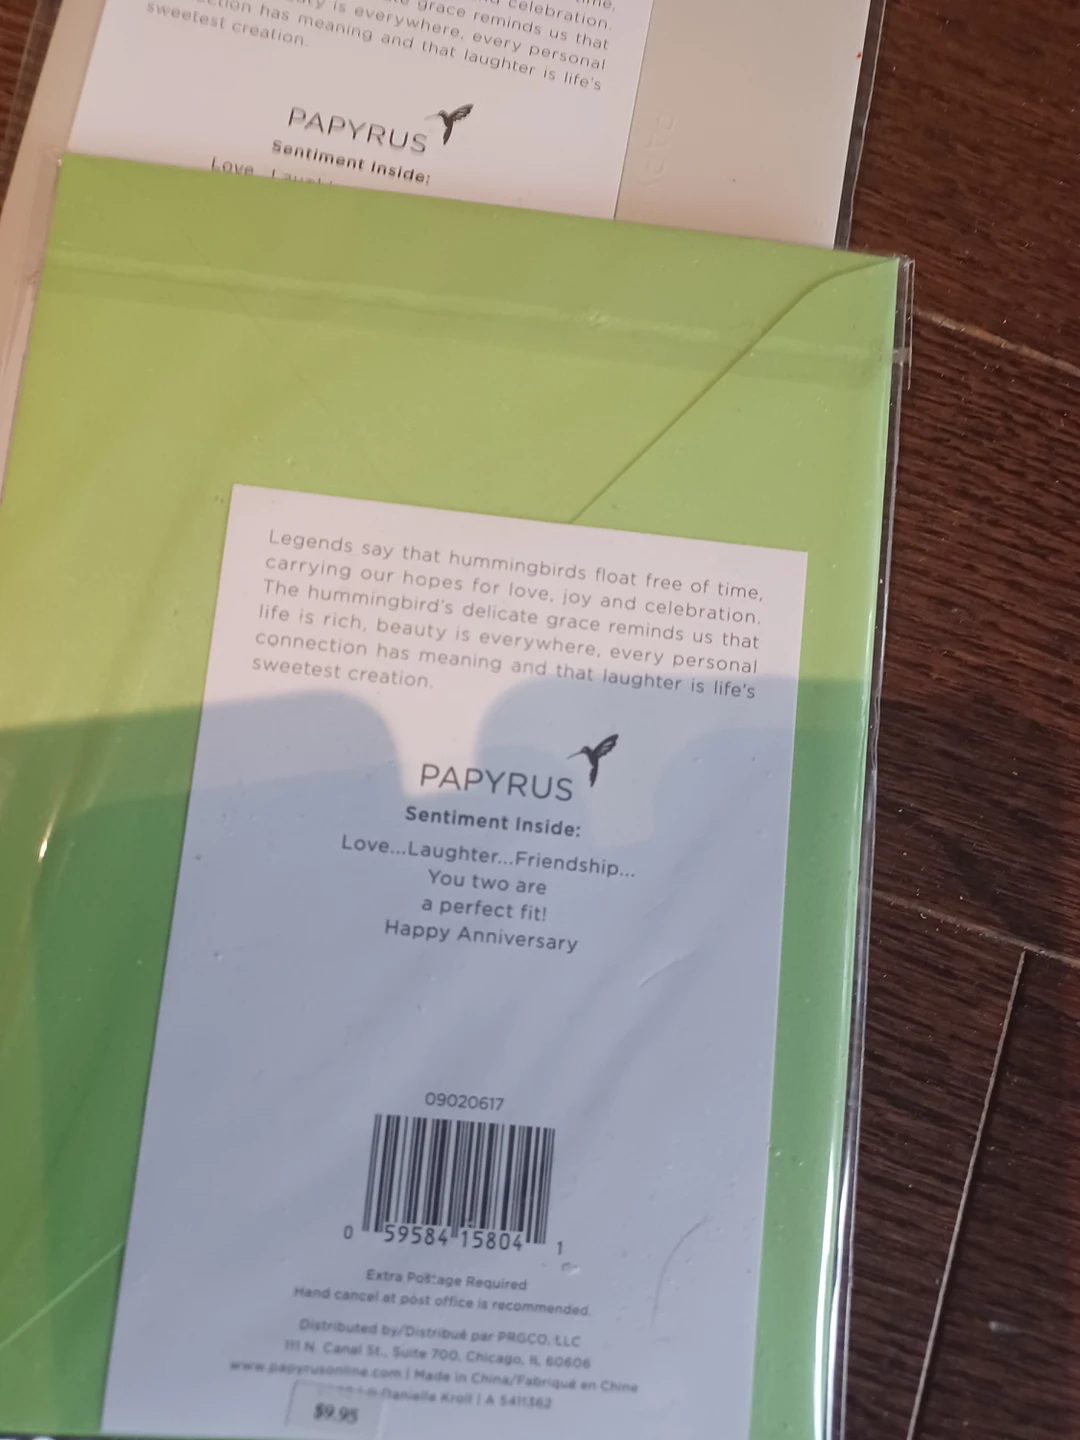 celebration.
grace reminds us that
is everywhere, every personal
has meaning and that laughter is life's
sweetest creation.
PAPYRUS
Sentiment Inside:
Love
Legends say that hummingbirds float free of time,
carrying our hopes for love, joy and celebration.
The hummingbird's delicate grace reminds us that
life is rich, beauty is everywhere, every personal
connection has meaning and that laughter is life's
sweetest creation.
PAPYRUS
Sentiment Inside:
Love...Laughter...Friendship...
You two are
a perfect fit!
Happy Anniversary
09020617
0 59584 15804 1
Extra Postage Required
Hand cancel at post office is recommended.
Distributed by/Distribué par PRGCO, LLC
111 N. Canal St., Suite 700, Chicago, IL 60606
www.papyrusonline.com | Made in China/Fabriqué en Chine
Danielle Kroll | A 5411362
$9.95